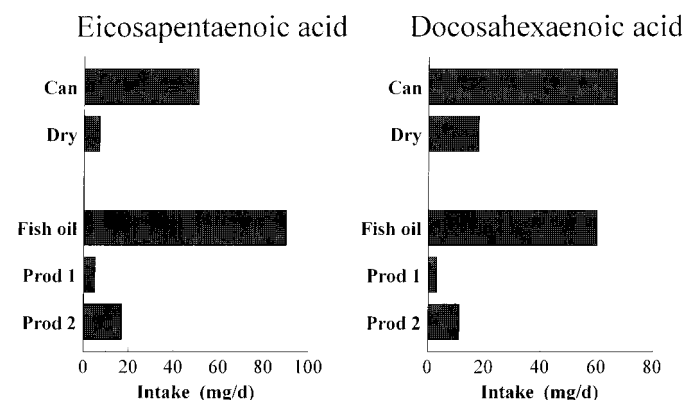 Eicosapentaenoic acid
Can
Dry
Fish oil
Prod 1
Prod 2
0 20 40 60 80 100
Intake (mg/d)
Docosahexaenoic acid
Can
Dry
Fish oil
Prod 1
Prod 2
0 20 40 60 80
Intake (mg/d)